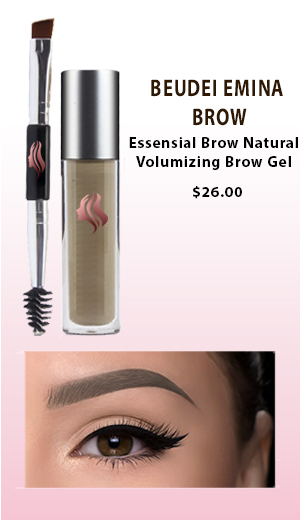 BEUDEI EMINA
BROW
Essensial Brow Natural
Volumizing Brow Gel
$26.00